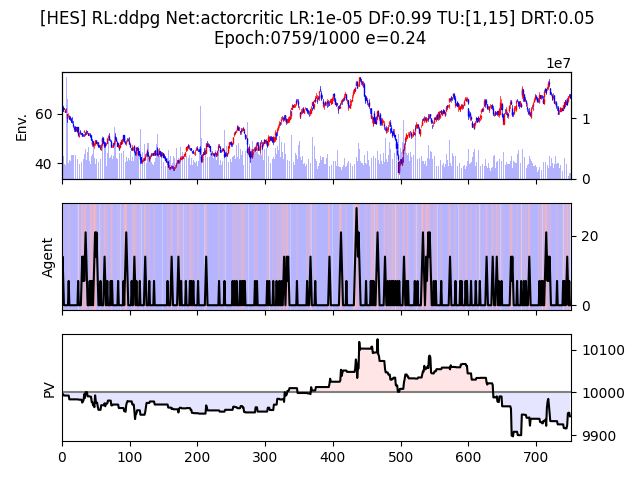 [HES] RL:ddpg Net:actorcritic LR:1e-05 DF:0.99 TU:[1,15] DRT:0.05
Epoch:0759/1000 e=0.24
1e7
Env.
60
40
1
0
Agent
20
0
PV
10100
10000
9900
0 100 200 300 400 500 600 700